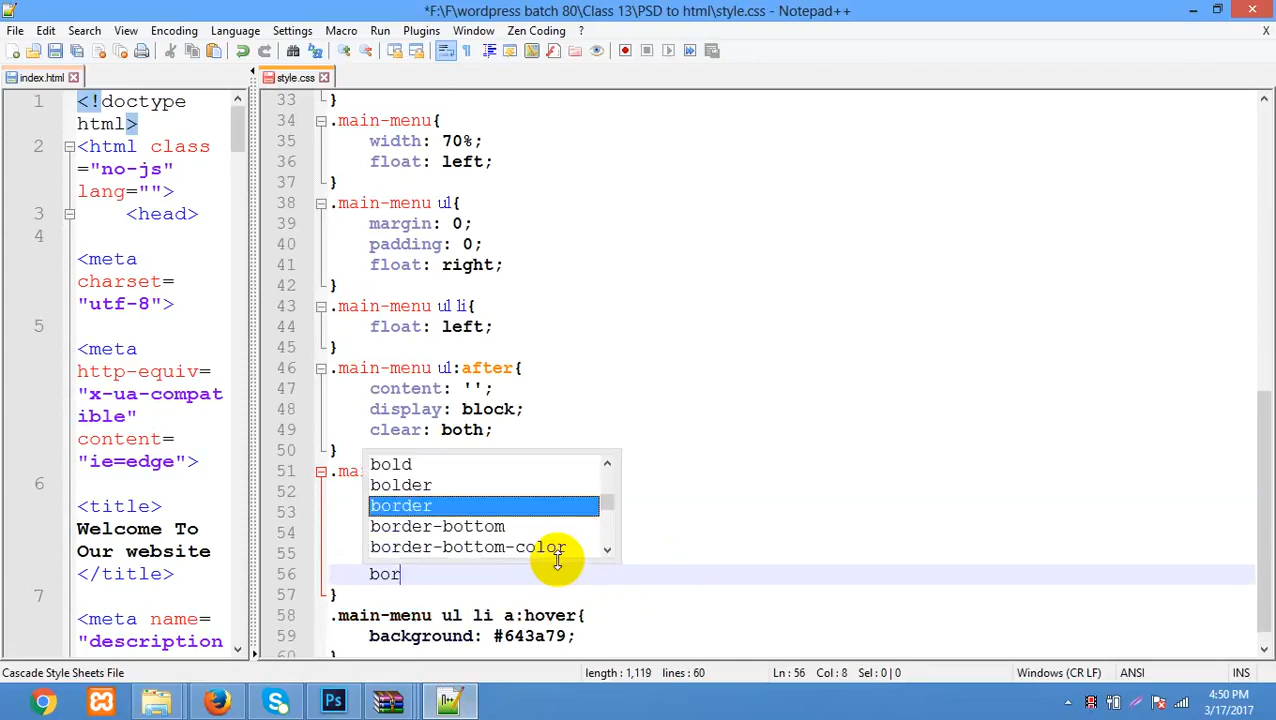 *F:\F\wordpress batch 80\Class 13\PSD to html\style.css - Notepad++
File Edit Search View Encoding Language Settings Macro Run Plugins Window Zen Coding ? X
index.html
style.css
1 <!doctype
html>
2 <html class
="no-js"
lang="">
3 <head>
4
<meta
charset=
"utf-8">
5
<meta
http-equiv=
"x-ua-compat
ible"
content=
"ie=edge">
6
<title>
Welcome To
Our website
</title>
7
<meta name=
"description
33 }
34 .main-menu{
35 width: 70%;
36 float: left;
37 }
38 .main-menu ul{
39 margin: 0;
40 padding: 0;
41 float: right;
42 }
43 .main-menu ul li{
44 float: left;
45 }
46 .main-menu ul:after{
47 content: '';
48 display: block;
49 clear: both;
50 }
51 .ma
52
53
54
55
56 bor
57 }
58 .main-menu ul li a:hover{
59 background: #643a79;
60 }
bold
bolder
border
border-bottom
border-bottom-color
Cascade Style Sheets File length : 1,119 lines : 60 Ln : 56 Col : 8 Sel : 0 | 0 Windows (CR LF) ANSI INS
Ps
4:50 PM
3/17/2017